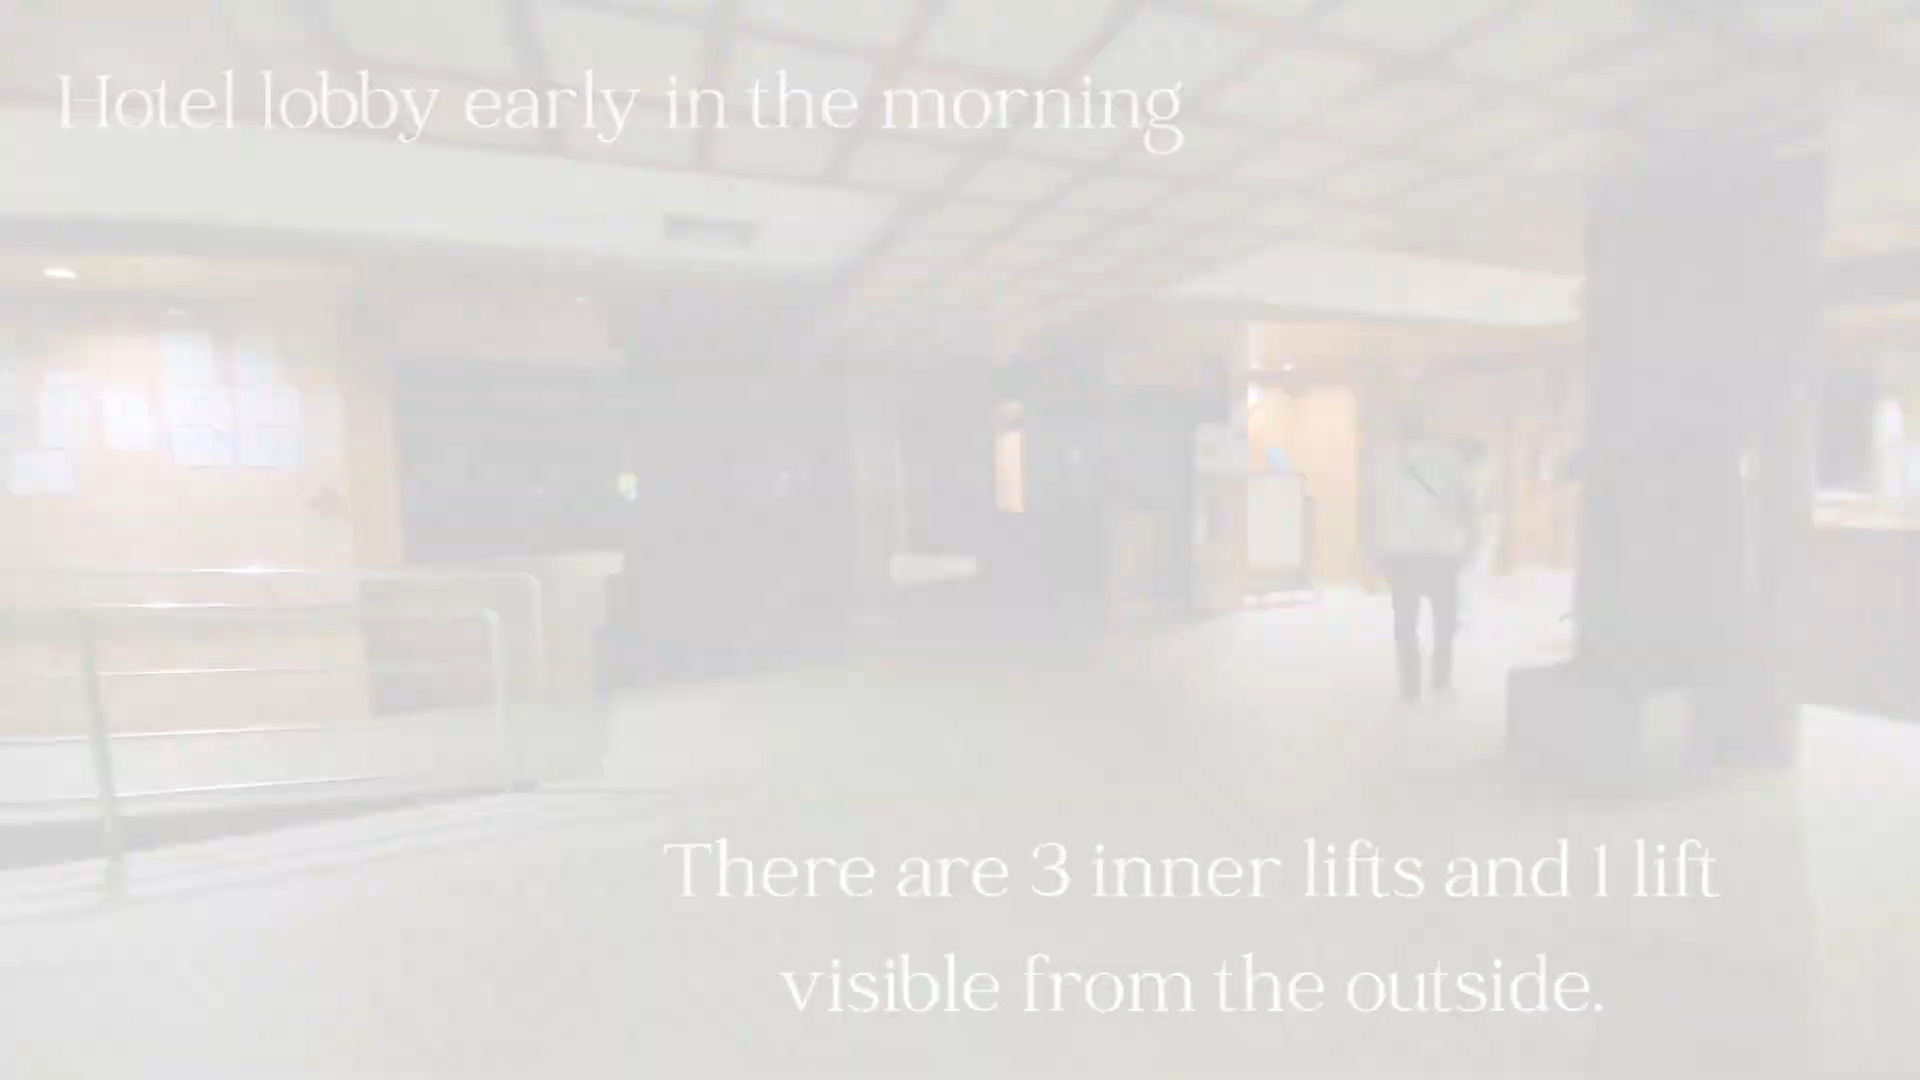 Hotel lobby early in the morning
There are 3 inner lifts and 1 lift
visible from the outside.